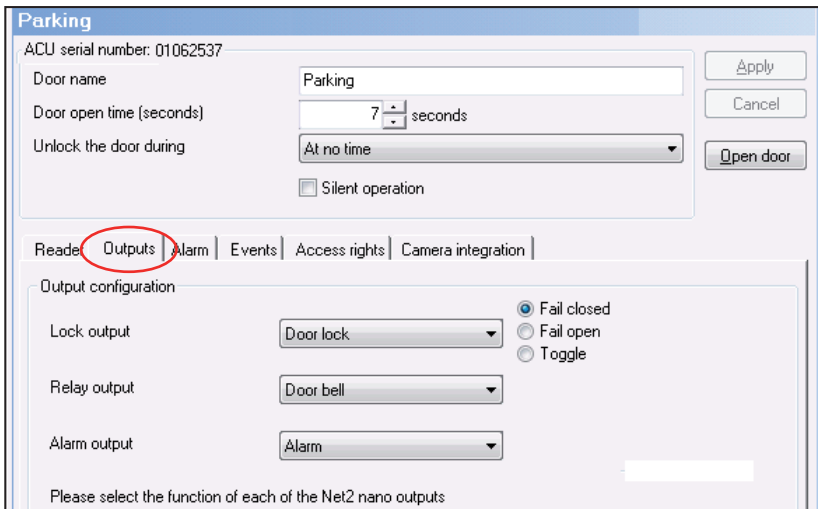 Parking
ACU serial number: 01062537
Door name Parking
Door open time (seconds) 7 seconds
Unlock the door during At no time
Silent operation
Apply
Cancel
Open door
Reade Outputs Alarm Events Access rights Camera integration
Output configuration
Lock output Door lock
Fail closed
Fail open
Toggle
Relay output Door bell
Alarm output Alarm
Please select the function of each of the Net2 nano outputs